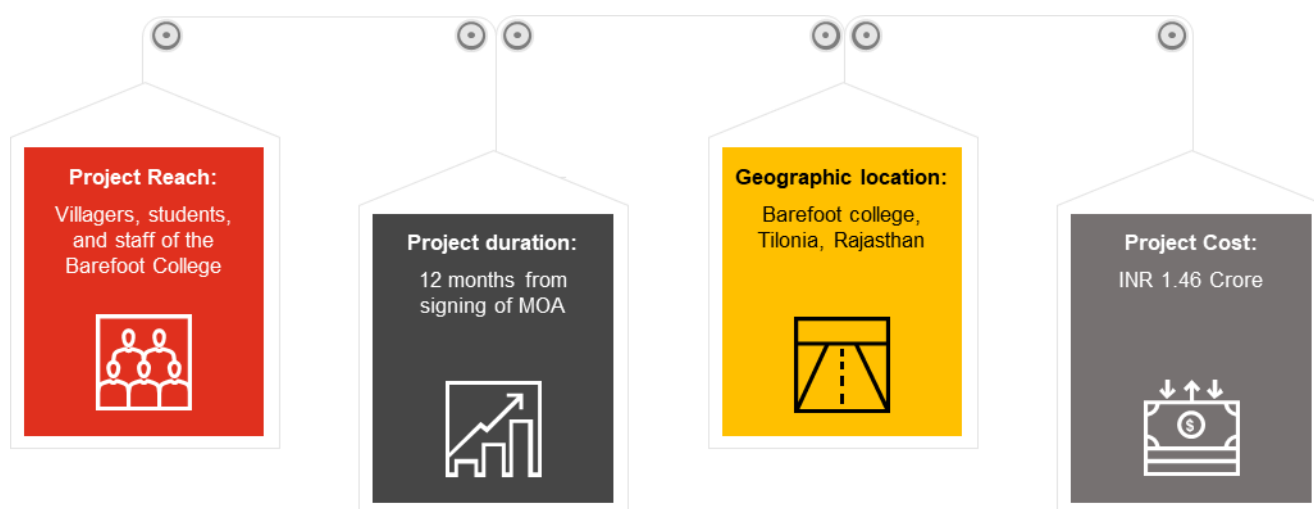 Project Reach:
Villagers, students,
and staff of the
Barefoot College
Project duration:
12 months from
signing of MOA
Geographic location:
Barefoot college,
Tilonia, Rajasthan
Project Cost:
INR 1.46 Crore
$